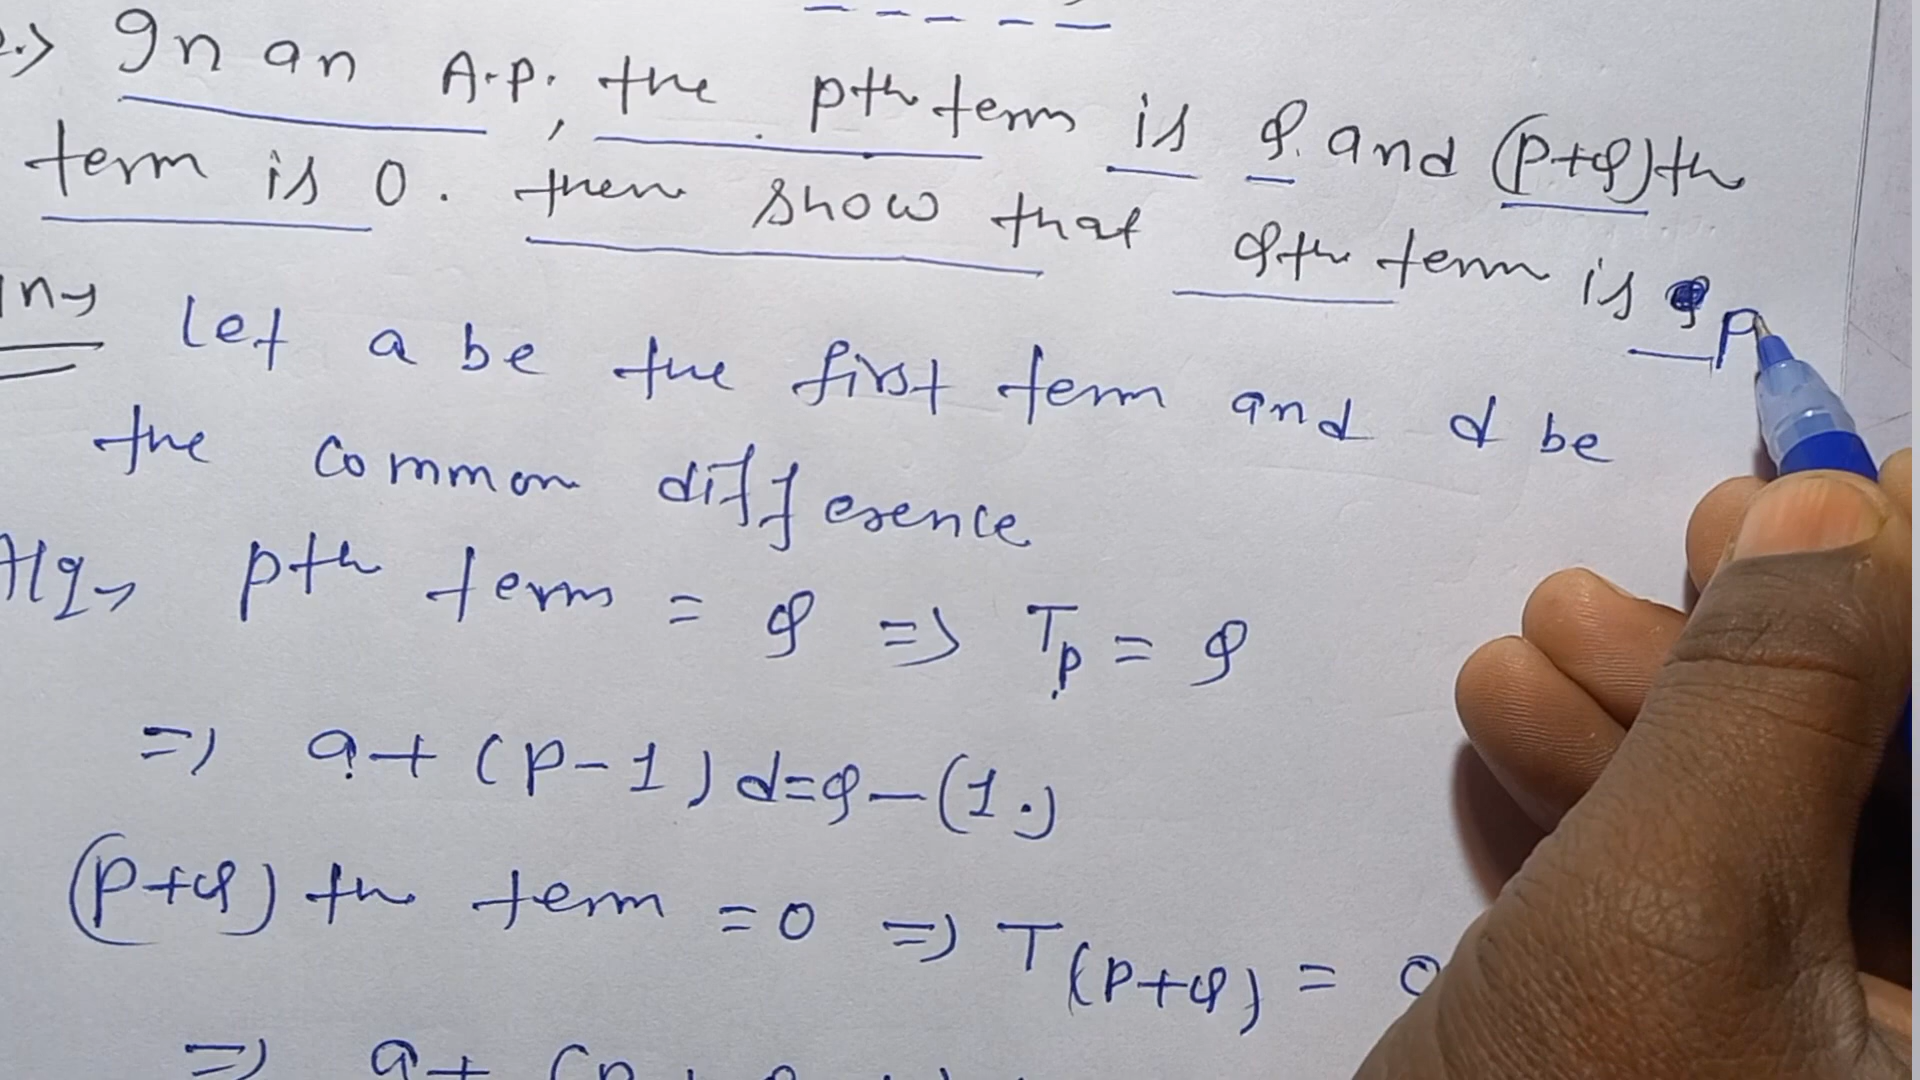 In an A.P., the pth term is q and (p+q)th
term is 0. then show that qth term is p
Let a be the first term and d be
the common difference
A/q, pth term = q => Tp = q
=> a + (p-1)d=q - (1.)
(p+q)th term = 0 => T(p+q) = 0
=> a +